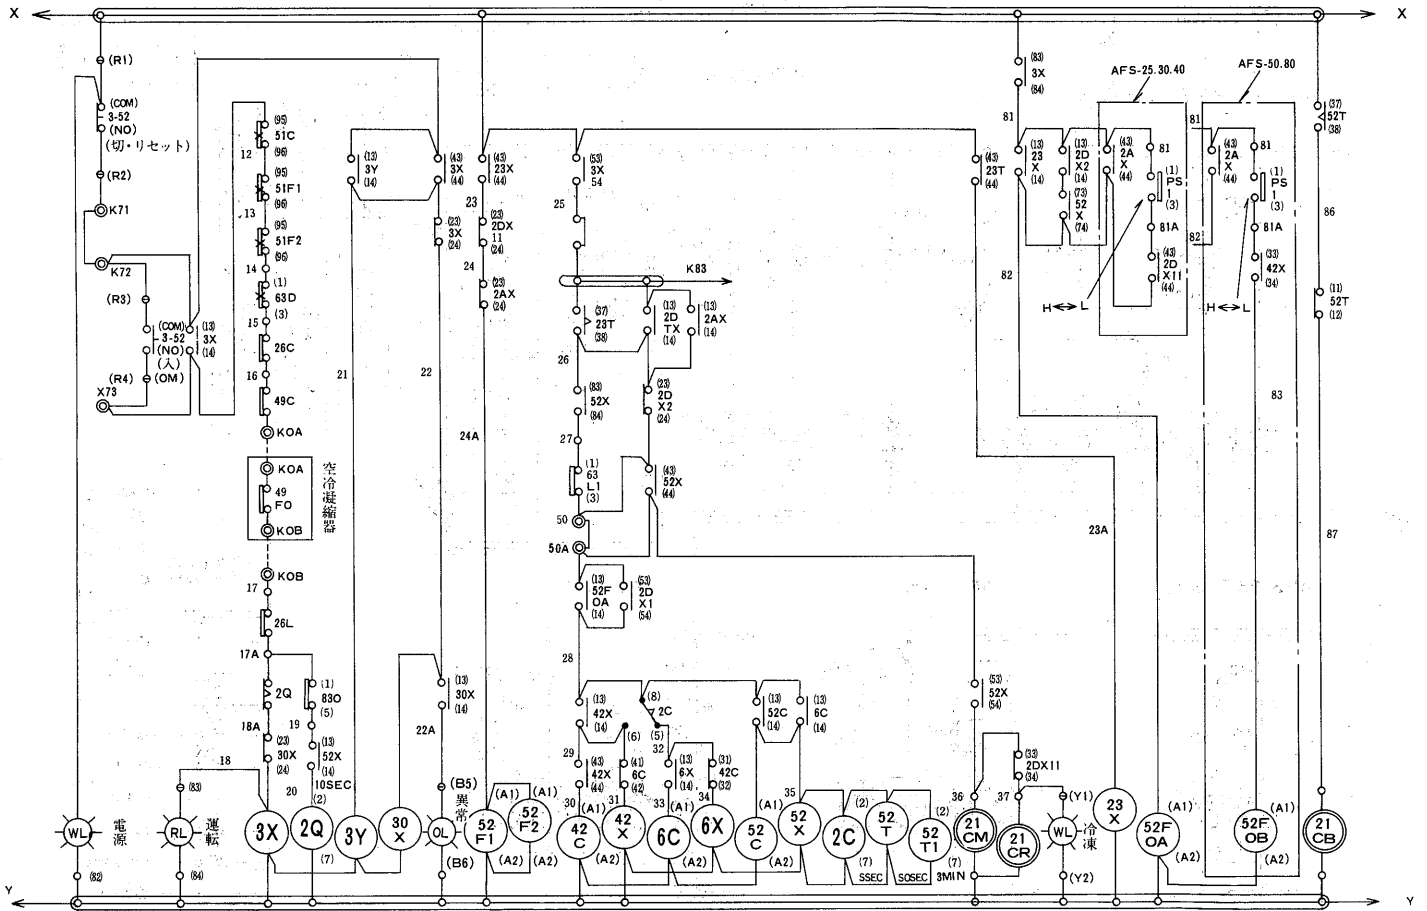 X
X
(R1)
(COM)
3-52
(NO)
(切・リセット)
(R2)
K71
K72
(R3)
(COM)
3-52
(NO)
(入)
(R4)
(OM)
X73
(13)
3X
(14)
(95)
51C
(96)
12
(95)
51F1
(96)
13
(95)
51F2
(96)
14
(1)
63D
(3)
15
26C
16
49C
KOA
KOA
49
FO
KOB
空冷凝縮器
KOB
17
26L
17A
2Q
(1)
83O
(5)
18A
19
(23)
30X
(24)
(13)
52X
(14)
10SEC
18
20
(2)
(7)
(83)
(84)
(82)
WL
電源
RL
運転
3X
2Q
3Y
30
X
(13)
3Y
(14)
21
(43)
3X
(44)
(23)
3X
(24)
22
(13)
30X
(14)
22A
(B5)
異常
OL
(B6)
(43)
23X
(44)
23
(23)
2DX
11
(24)
24
(23)
2AX
(24)
24A
(A1)
52
F1
(A2)
(A1)
52
F2
(A2)
(53)
3X
54
25
K83
(37)
23T
(38)
(13)
2D
TX
(14)
(13)
2AX
(14)
26
(83)
52X
(84)
(23)
2D
X2
(24)
27
(1)
63
L1
(3)
(43)
52X
(44)
50
50A
(13)
52F
OA
(14)
(53)
2D
X1
(54)
28
(13)
42X
(14)
(8)
2C
(6)
(5)
(13)
52C
(14)
(13)
6C
(14)
29
(43)
42X
(44)
(41)
6C
(42)
32
(13)
6X
(14)
(31)
42C
(32)
30
(A1)
42
C
(A2)
31
42
X
(A2)
33
(A1)
6C
(A2)
34
6X
(A1)
52
C
(A2)
35
52
X
(2)
2C
(7)
5SEC
52
T
50SEC
(2)
52
T1
(7)
3MIN
(43)
23T
(44)
(53)
52X
(54)
36
21
CM
(33)
2DX11
(34)
37
21
CR
(Y1)
WL
冷凍
(Y2)
(83)
3X
(84)
81
(13)
23
X
(14)
(13)
2D
X2
(14)
(73)
52
X
(74)
82
AFS-25.30.40
(43)
2A
X
(44)
81
(1)
PS
1
(3)
81A
(43)
2D
X11
(44)
H↔L
AFS-50.80
81
(43)
2A
X
(44)
82
81
(1)
PS
1
(3)
81A
(33)
42X
(34)
H↔L
83
23A
23
X
(A1)
52F
OA
(A2)
(A1)
52F
OB
(A2)
(37)
52T
(38)
86
(11)
52T
(12)
87
21
CB
Y
Y